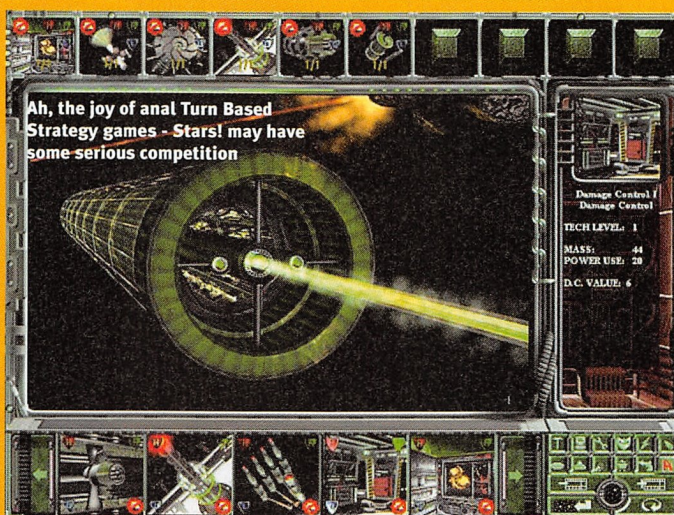 Ah, the joy of anal Turn Based
Strategy games - Stars! may have
some serious competition
Damage Control I
Damage Control
TECH LEVEL: 1
MASS: 44
POWER USE: 20
D.C. VALUE: 6